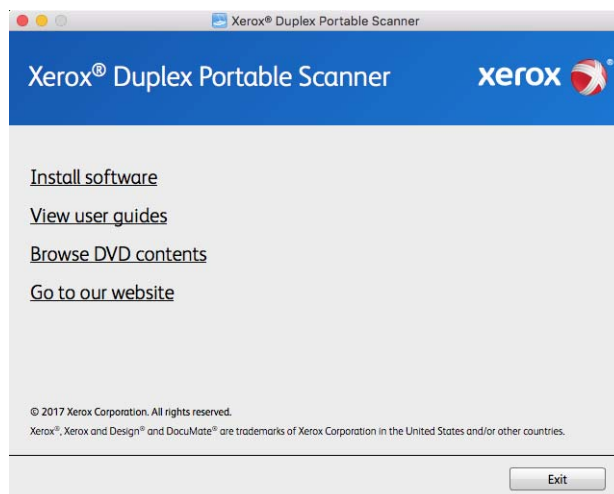 Xerox® Duplex Portable Scanner
Xerox® Duplex Portable Scanner
xerox ®
Install software
View user guides
Browse DVD contents
Go to our website
© 2017 Xerox Corporation. All rights reserved.
Xerox®, Xerox and Design® and DocuMate® are trademarks of Xerox Corporation in the United States and/or other countries.
Exit